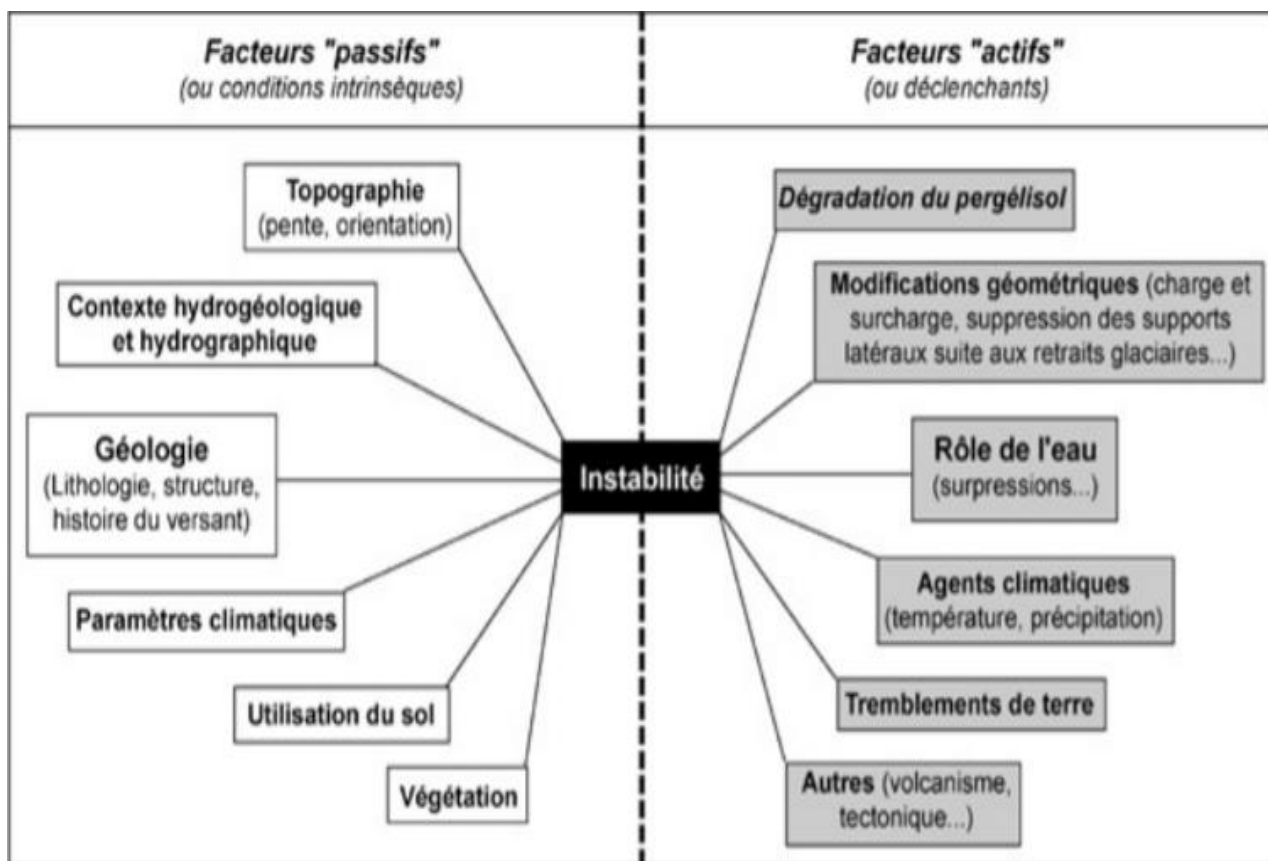 Facteurs "passifs"
(ou conditions intrinsèques)
Facteurs "actifs"
(ou déclenchants)
Topographie
(pente, orientation)
Contexte hydrogéologique
et hydrographique
Géologie
(Lithologie, structure,
histoire du versant)
Paramètres climatiques
Utilisation du sol
Végétation
Instabilité
Dégradation du pergélisol
Modifications géométriques (charge et
surcharge, suppression des supports
latéraux suite aux retraits glaciaires...)
Rôle de l'eau
(surpressions...)
Agents climatiques
(température, précipitation)
Tremblements de terre
Autres (volcanisme,
tectonique...)